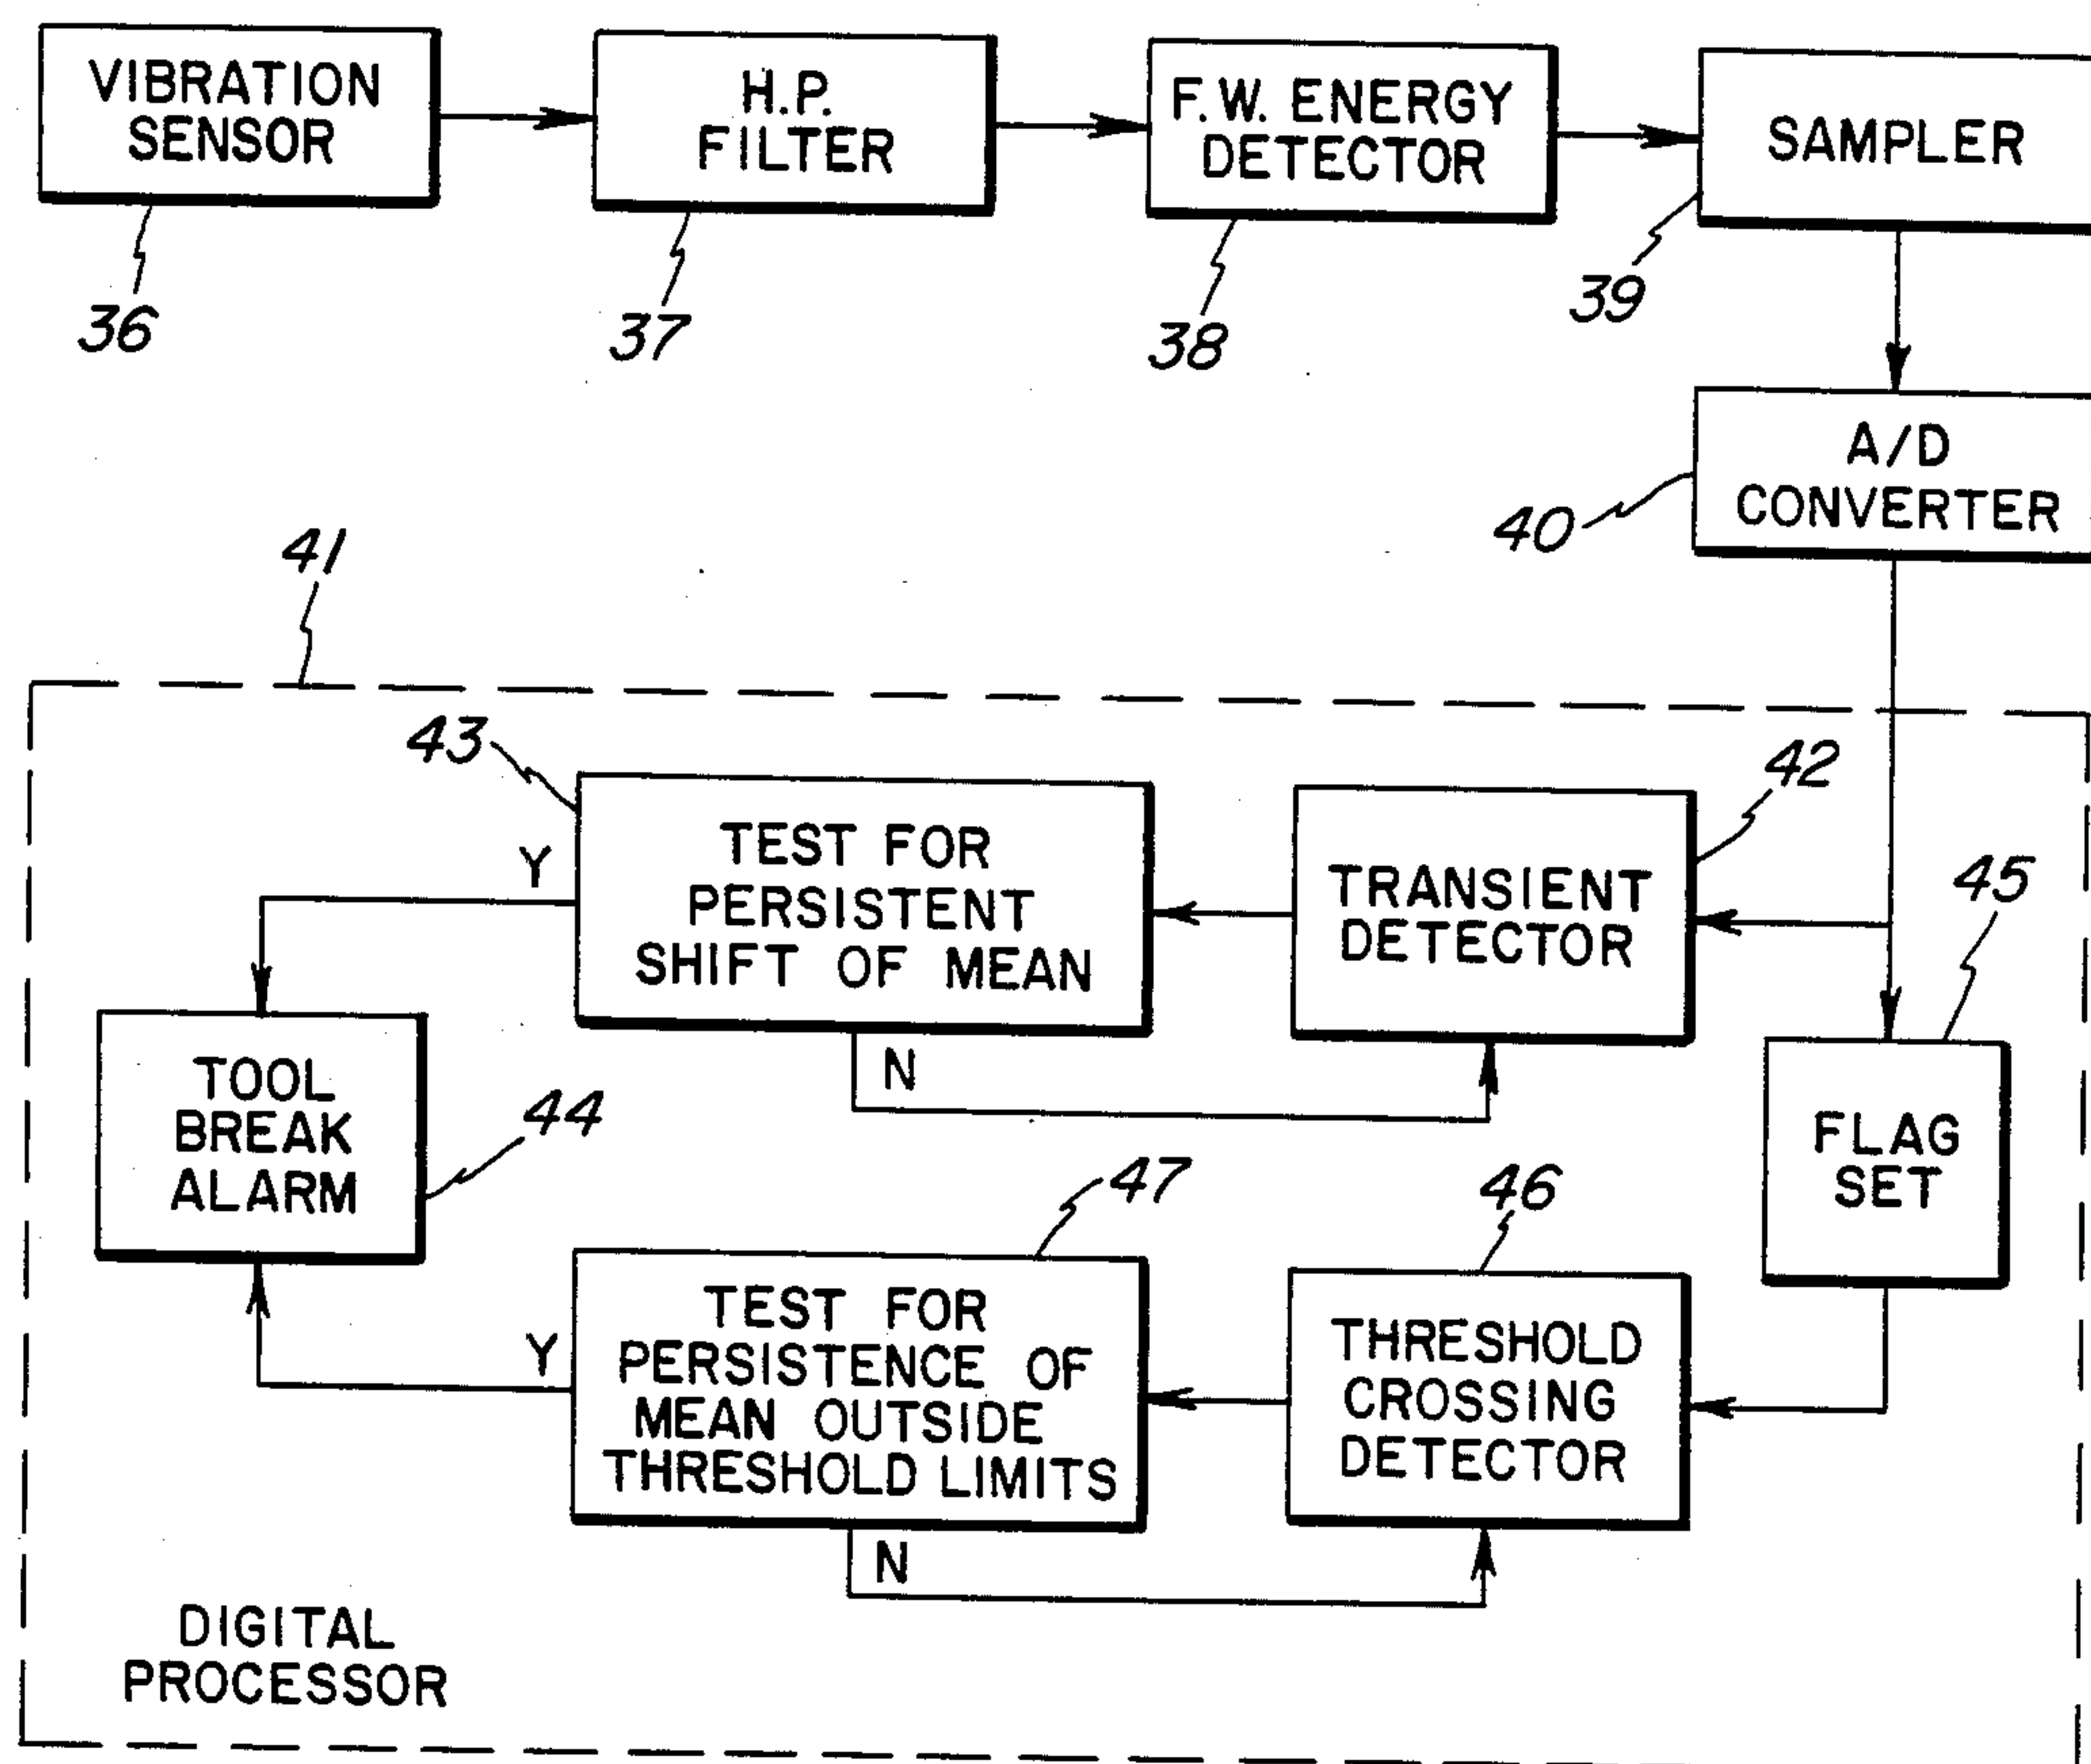 VIBRATION
SENSOR
H.P.
FILTER
F.W. ENERGY
DETECTOR
SAMPLER
36
37
38
39
A/D
CONVERTER
40
41
43
42
TEST FOR
PERSISTENT
SHIFT OF MEAN
Y
N
TRANSIENT
DETECTOR
45
TOOL
BREAK
ALARM
44
FLAG
SET
47
46
TEST FOR
PERSISTENCE OF
MEAN OUTSIDE
THRESHOLD LIMITS
Y
N
THRESHOLD
CROSSING
DETECTOR
DIGITAL
PROCESSOR